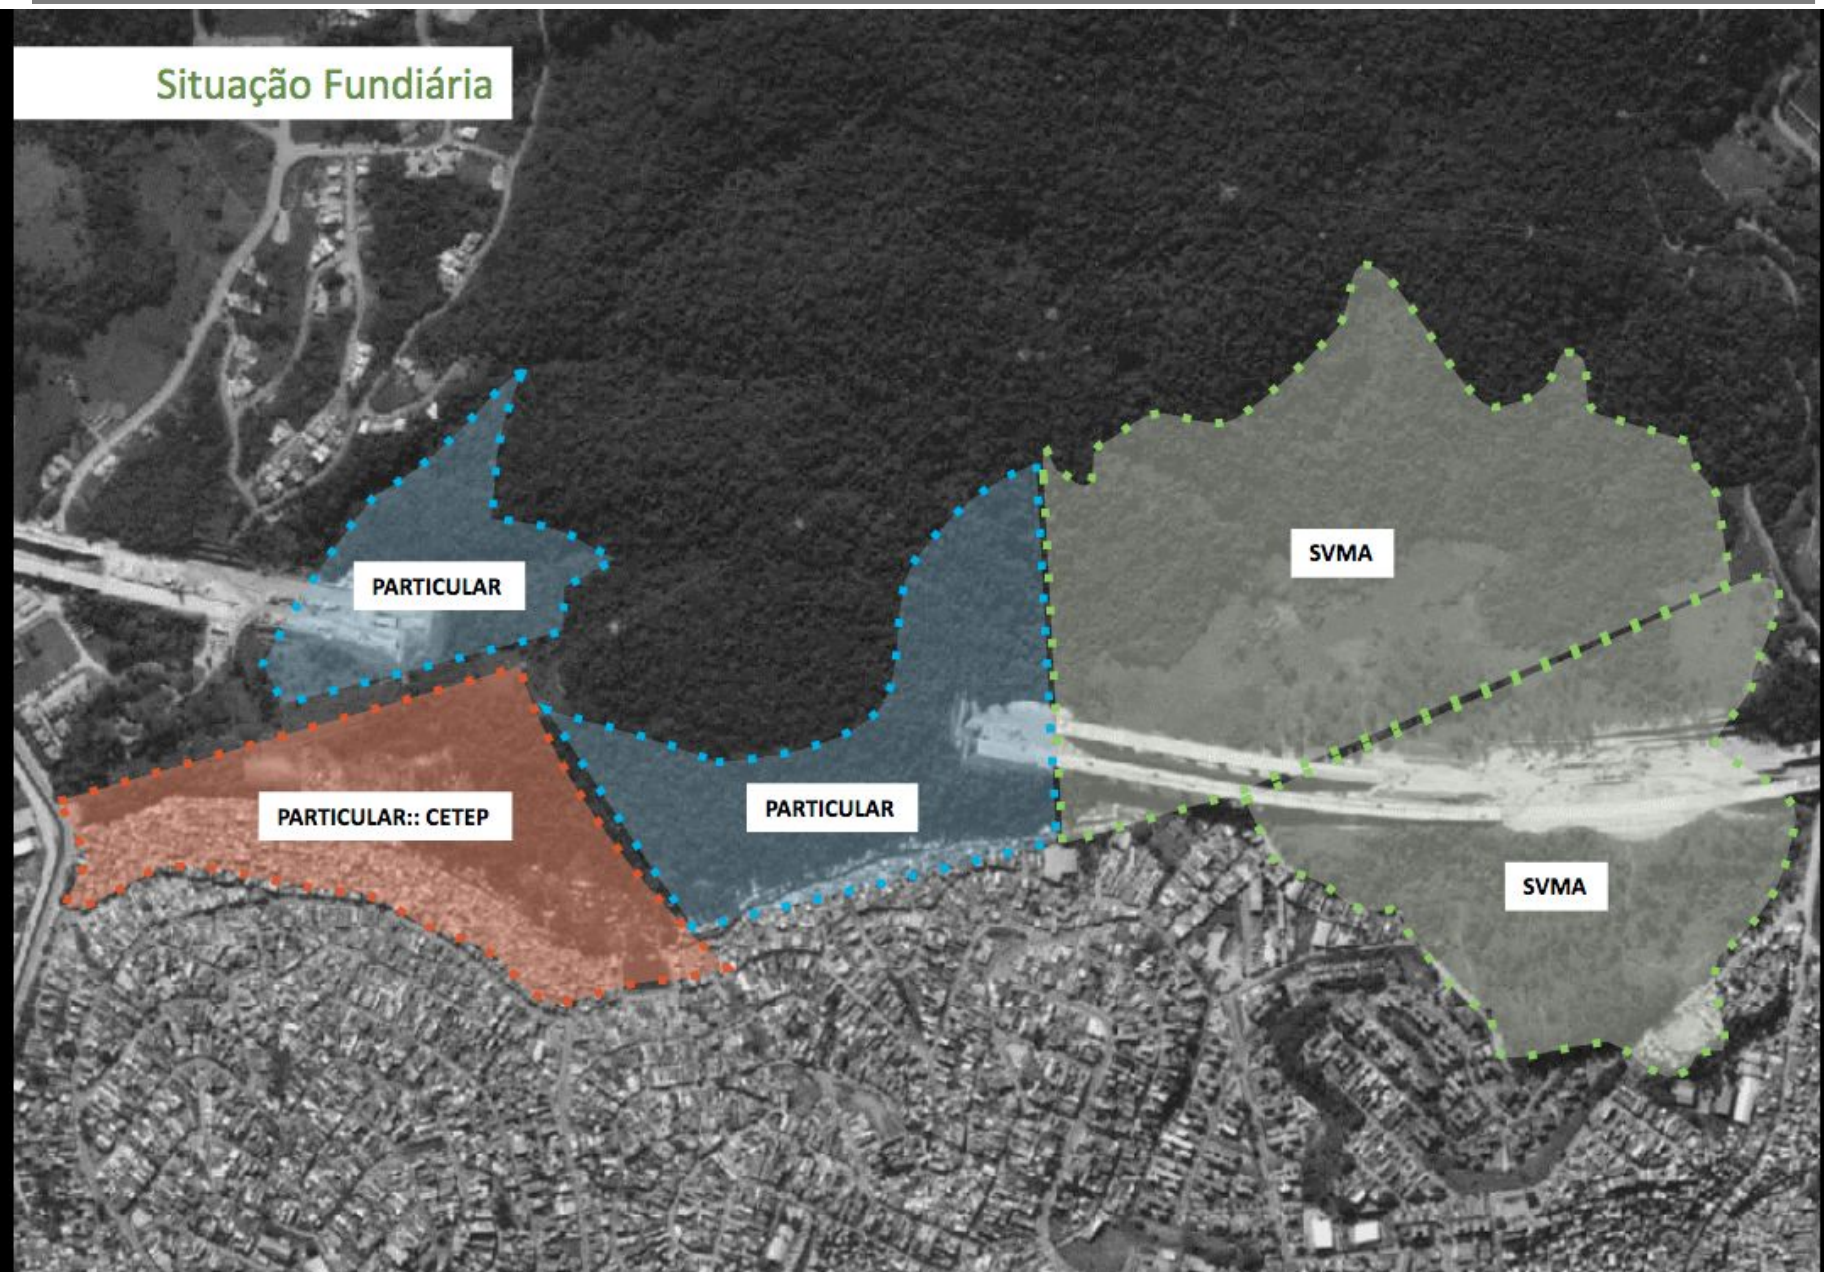 Situação Fundiária
SVMA
PARTICULAR
PARTICULAR
PARTICULAR:: CETEP
SVMA